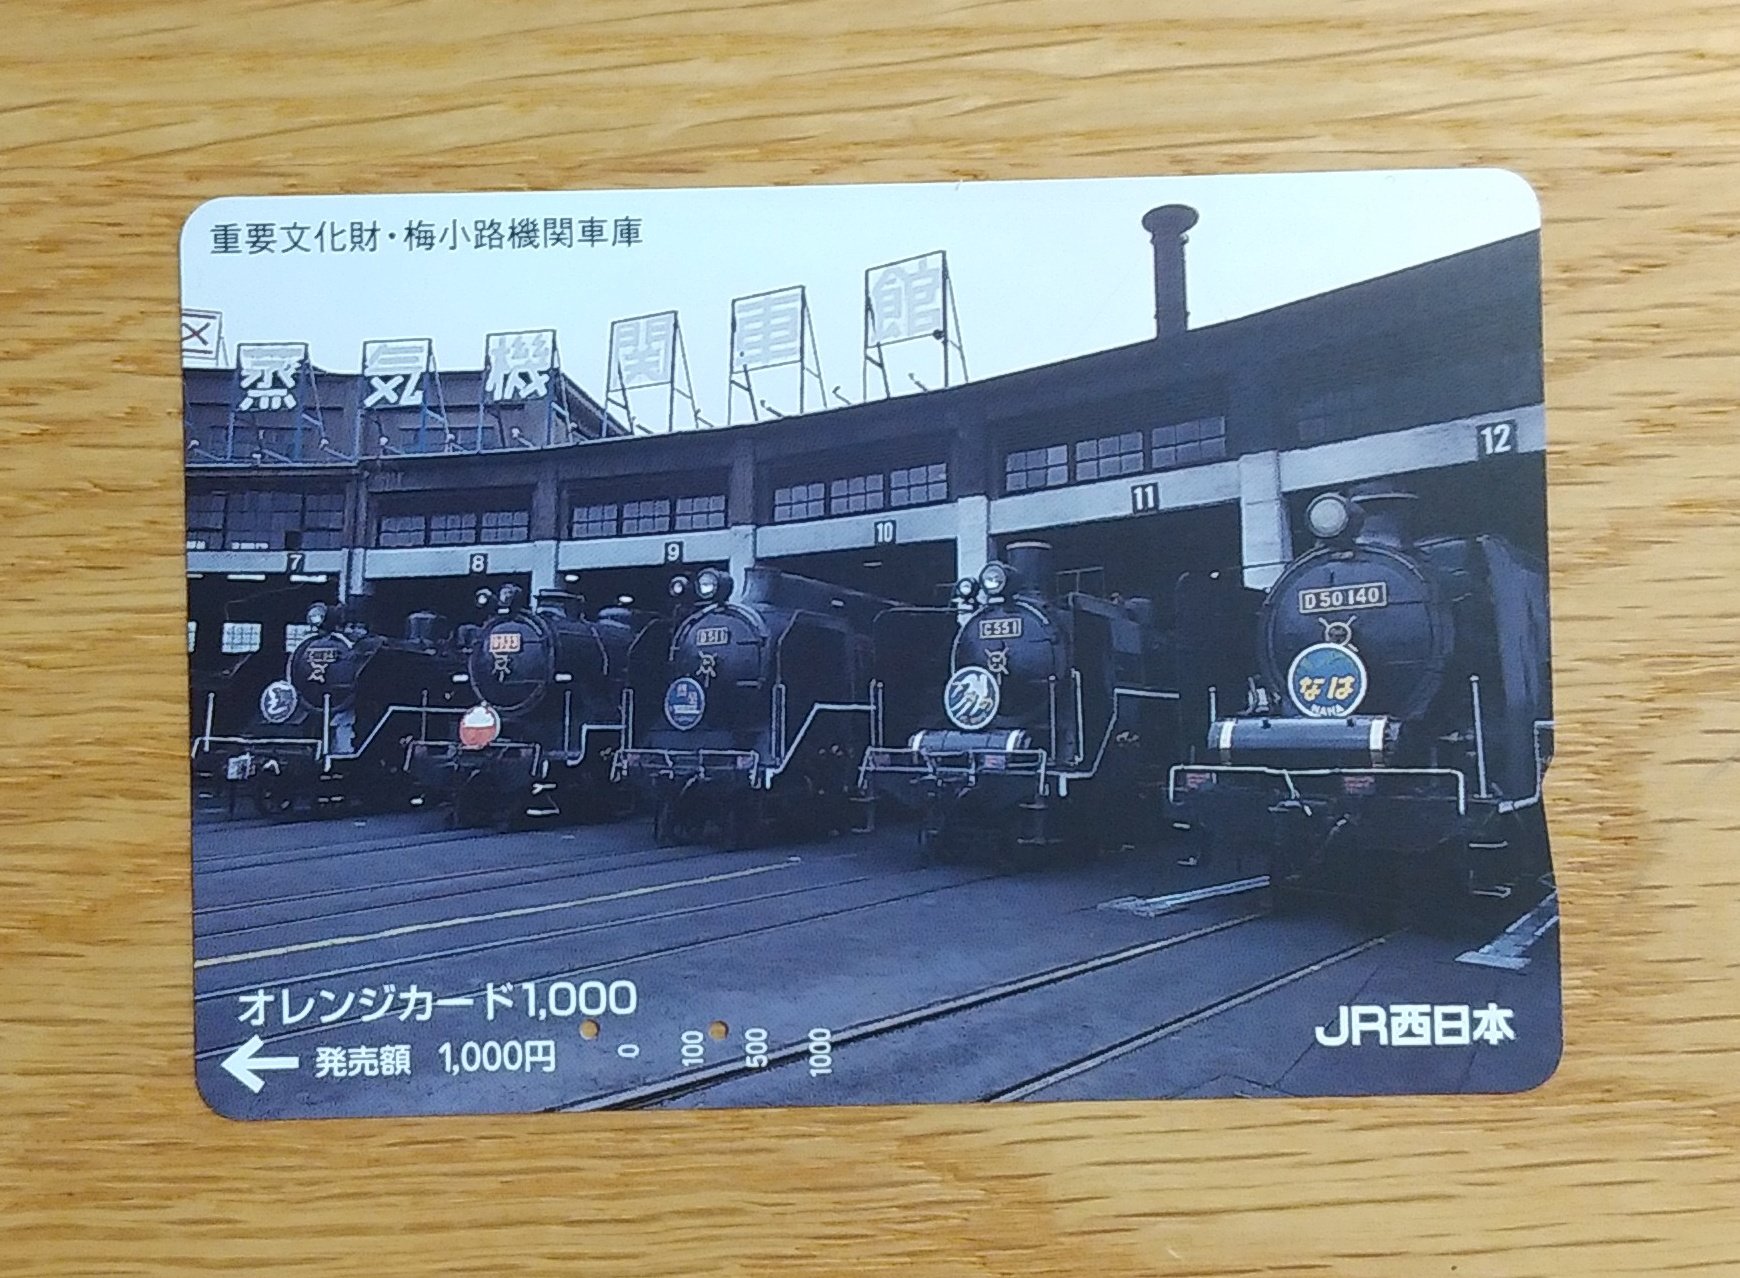 重要文化財・梅小路機関車庫
蒸気機関車館
7
8
9
10
11
12
D50140
C551
なは
NAHA
オレンジカード1,000
発売額 1,000円
0 100 500 1000
JR西日本